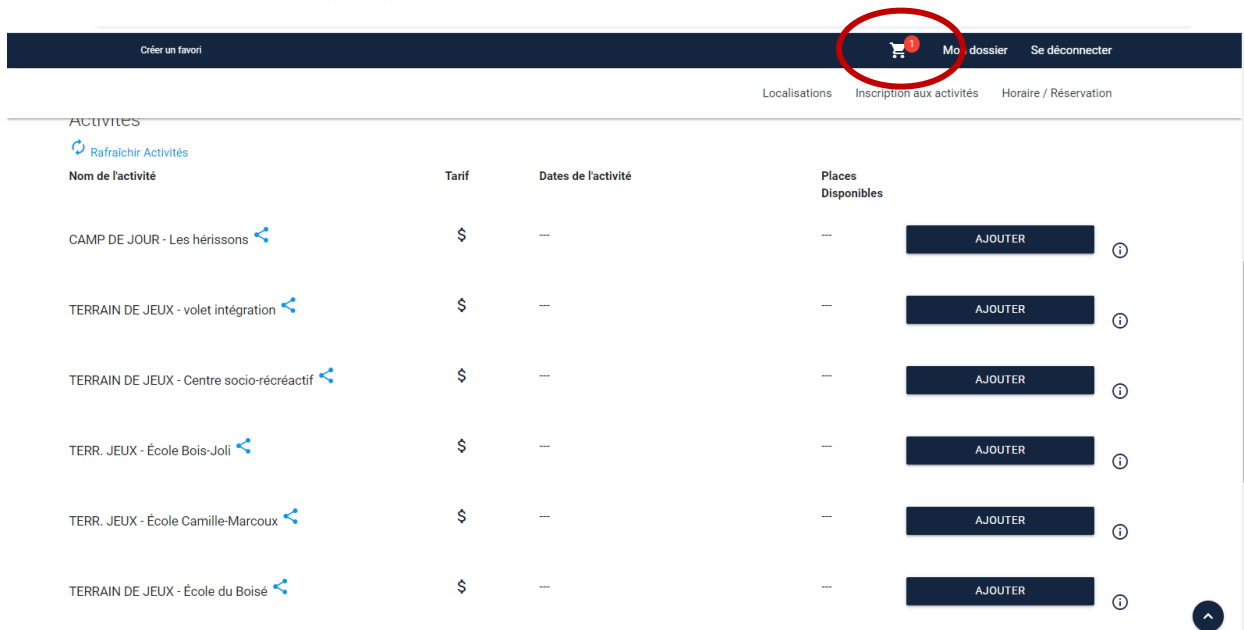 Créer un favori 1 Mon dossier Se déconnecter
Localisations Inscription aux activités Horaire / Réservation
Activités
Rafraîchir Activités
Nom de l'activité Tarif Dates de l'activité Places Disponibles
CAMP DE JOUR - Les hérissons $ --- --- AJOUTER
TERRAIN DE JEUX - volet intégration $ --- --- AJOUTER
TERRAIN DE JEUX - Centre socio-récréactif $ --- --- AJOUTER
TERR. JEUX - École Bois-Joli $ --- --- AJOUTER
TERR. JEUX - École Camille-Marcoux $ --- --- AJOUTER
TERRAIN DE JEUX - École du Boisé $ --- --- AJOUTER